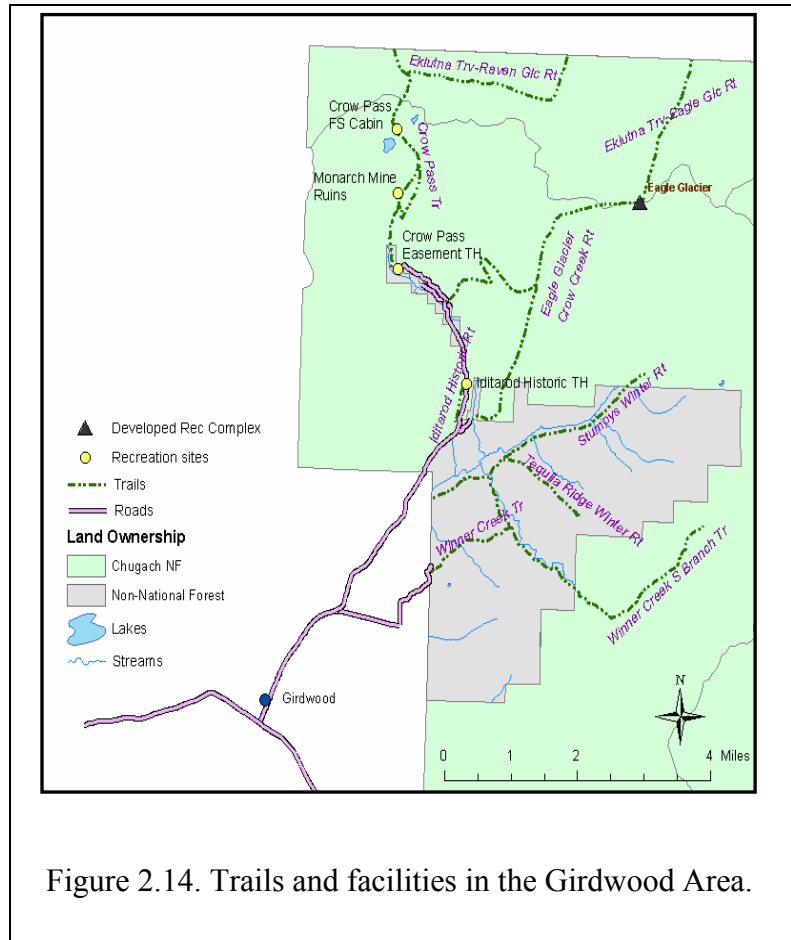 Eklutna Trv-Raven Glc Rt
Eklutna Trv-Eagle Glc Rt
Crow Pass
FS Cabin
Crow Pass Tr
Monarch Mine
Ruins
Eagle Glacier
Crow Pass
Easement TH
Eagle Glacier
Crow Creek Rt
Iditarod Historic Rt
Iditarod Historic TH
Stumpys Winter Rt
Tequila Ridge Winter Rt
Winner Creek Tr
Winner Creek S Branch Tr
Developed Rec Complex
Recreation sites
Trails
Roads
Land Ownership
Chugach NF
Non-National Forest
Lakes
Streams
Girdwood
N
0 1 2 4 Miles
Figure 2.14. Trails and facilities in the Girdwood Area.